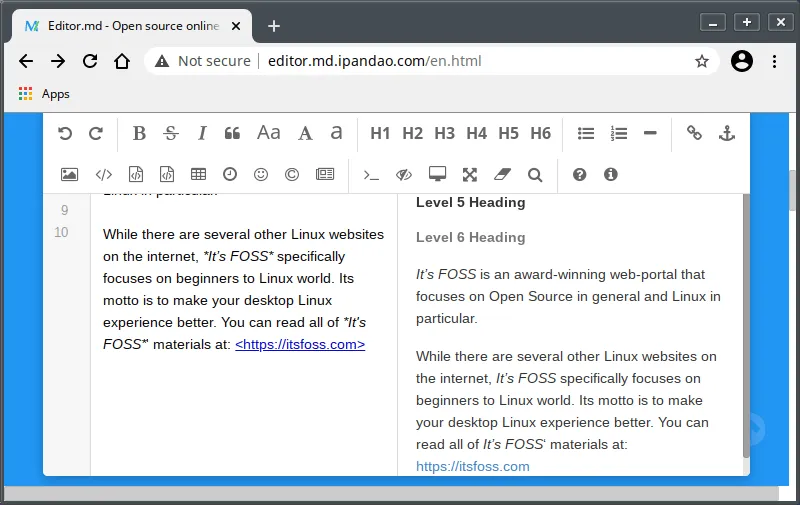 Editor.md - Open source online
Not secure editor.md.ipandao.com/en.html
Apps
B S I Aa A a H1 H2 H3 H4 H5 H6
9
10
While there are several other Linux websites
on the internet, *It’s FOSS* specifically
focuses on beginners to Linux world. Its
motto is to make your desktop Linux
experience better. You can read all of *It's
FOSS*' materials at: <https://itsfoss.com>
Level 5 Heading
Level 6 Heading
It’s FOSS is an award-winning web-portal that
focuses on Open Source in general and Linux in
particular.
While there are several other Linux websites on
the internet, It’s FOSS specifically focuses on
beginners to Linux world. Its motto is to make
your desktop Linux experience better. You can
read all of It’s FOSS‘ materials at:
https://itsfoss.com